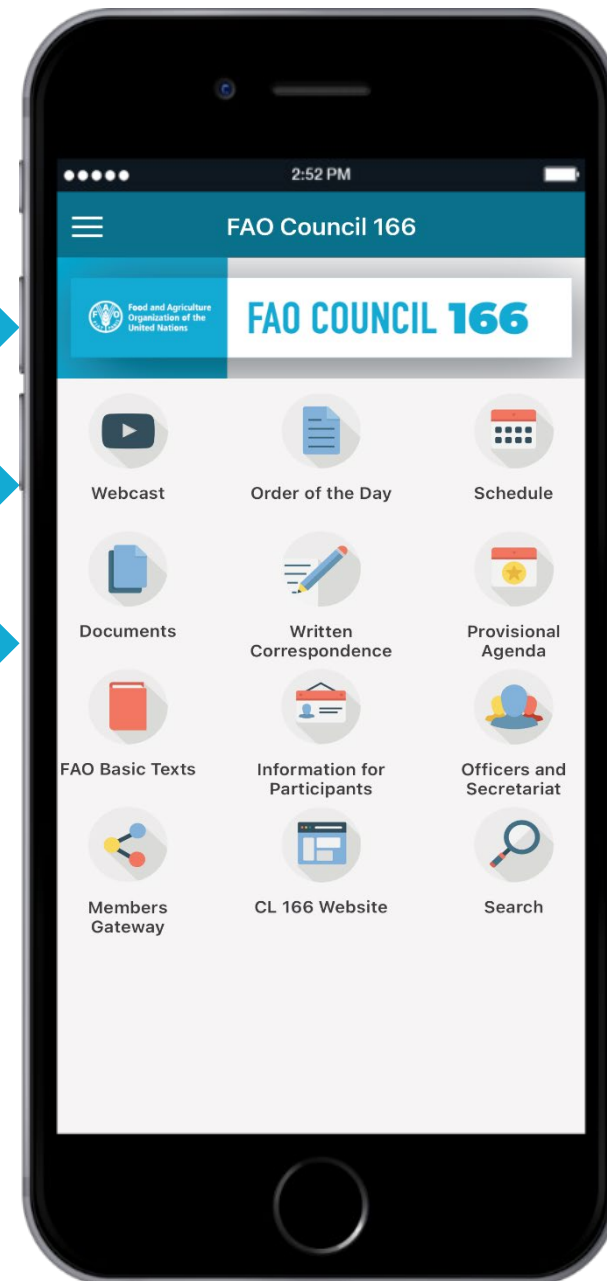 2:52 PM
FAO Council 166
Food and Agriculture
Organization of the
United Nations
FAO COUNCIL 166
Webcast
Order of the Day
Schedule
Documents
Written
Correspondence
Provisional
Agenda
FAO Basic Texts
Information for
Participants
Officers and
Secretariat
Members
Gateway
CL 166 Website
Search